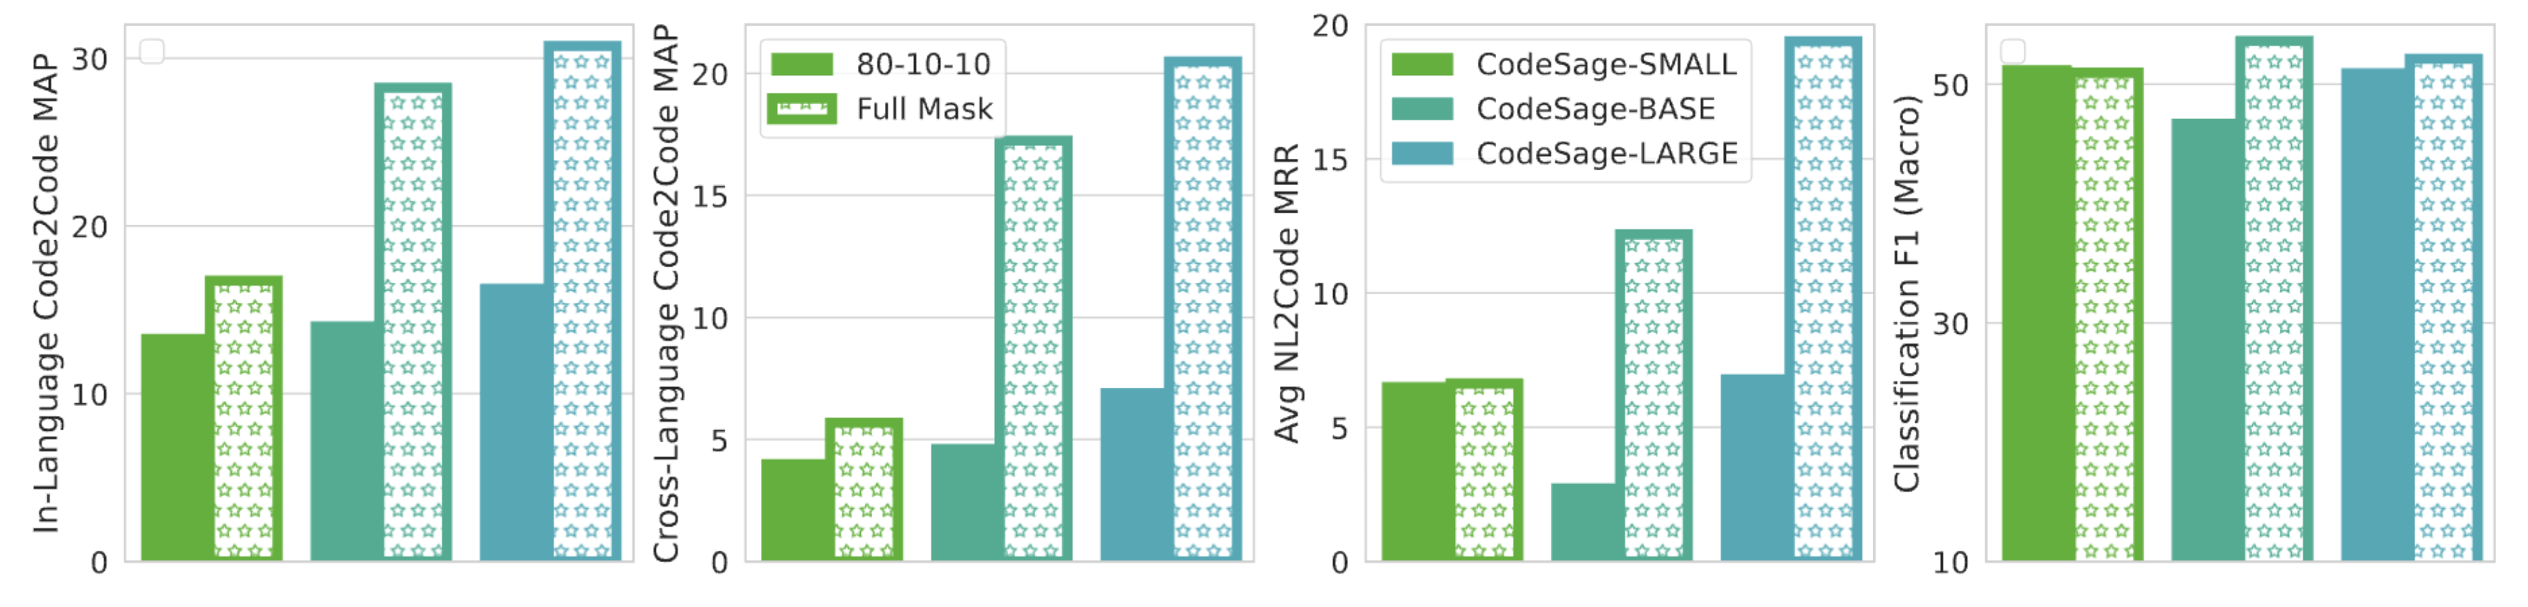 In-Language Code2Code MAP
30
20
10
0
Cross-Language Code2Code MAP
20
15
10
5
0
80-10-10
Full Mask
Avg NL2Code MRR
20
15
10
5
0
CodeSage-SMALL
CodeSage-BASE
CodeSage-LARGE
Classification F1 (Macro)
50
30
10